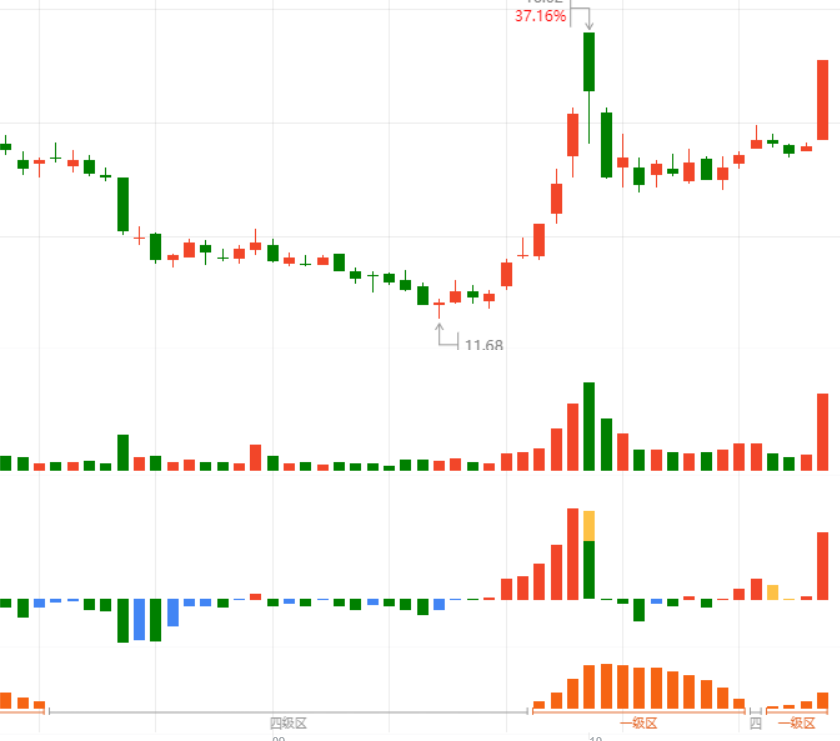 37.16%
11.68
四级区
一级区
四
一级区